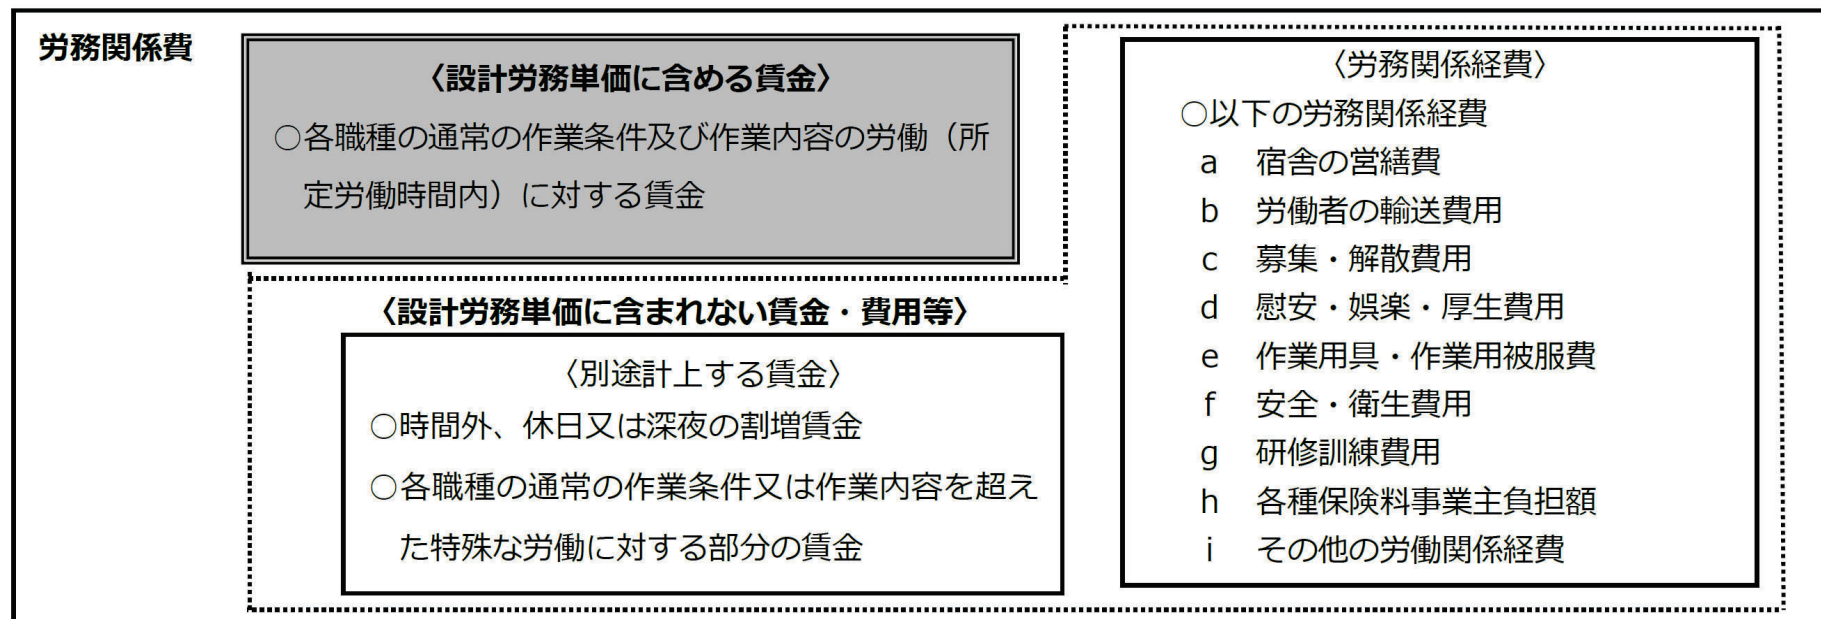 労務関係費
〈設計労務単価に含める賃金〉
○各職種の通常の作業条件及び作業内容の労働（所
定労働時間内）に対する賃金
〈設計労務単価に含まれない賃金・費用等〉
〈別途計上する賃金〉
○時間外、休日又は深夜の割増賃金
○各職種の通常の作業条件又は作業内容を超え
た特殊な労働に対する部分の賃金
〈労務関係経費〉
○以下の労務関係経費
a 宿舎の営繕費
b 労働者の輸送費用
c 募集・解散費用
d 慰安・娯楽・厚生費用
e 作業用具・作業用被服費
f 安全・衛生費用
g 研修訓練費用
h 各種保険料事業主負担額
i その他の労働関係経費